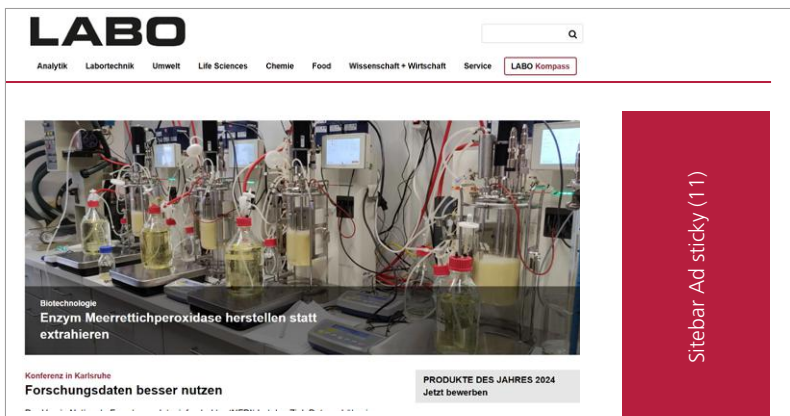 LABO
Analytik Labortechnik Umwelt Life Sciences Chemie Food Wissenschaft + Wirtschaft Service LABO Kompass
Biotechnologie
Enzym Meerrettichperoxidase herstellen statt
extrahieren
Konferenz in Karlsruhe
Forschungsdaten besser nutzen
PRODUKTE DES JAHRES 2024
Jetzt bewerben
Sitebar Ad sticky (11)